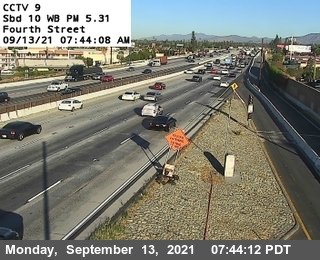 CCTV 9
Sbd 10 WB PM 5.31
Fourth Street
09/13/21 07:44:08 AM
Monday, September 13, 2021 07:44:12 PDT